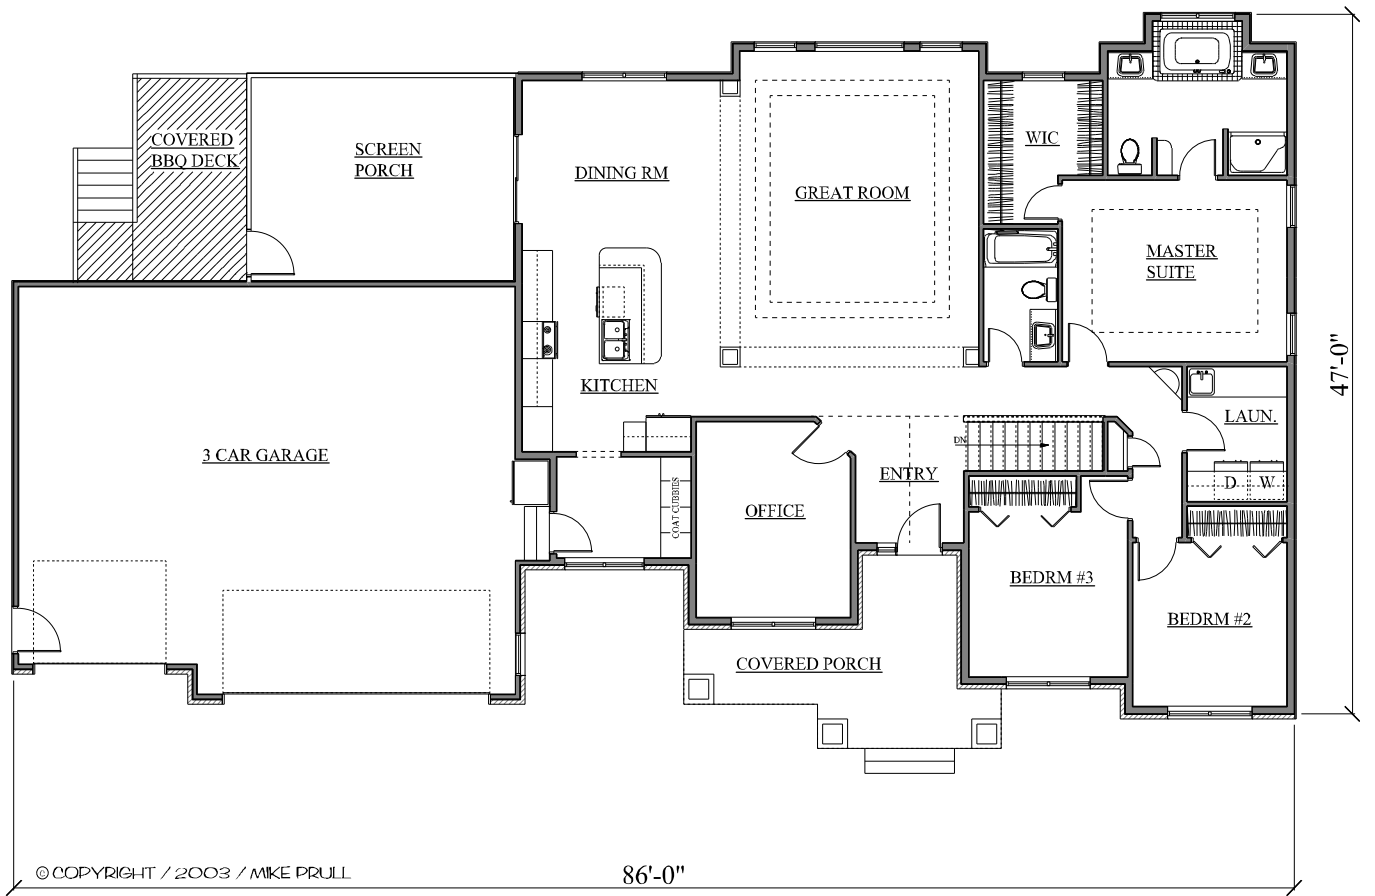 COVERED
BBQ DECK
SCREEN
PORCH
DINING RM
GREAT ROOM
WIC
MASTER
SUITE
47'-0"
KITCHEN
LAUN.
3 CAR GARAGE
DN
ENTRY
D W
COAT CUBBIES
OFFICE
BEDRM #3
BEDRM #2
COVERED PORCH
© COPYRIGHT / 2003 / MIKE PRULL
86'-0"